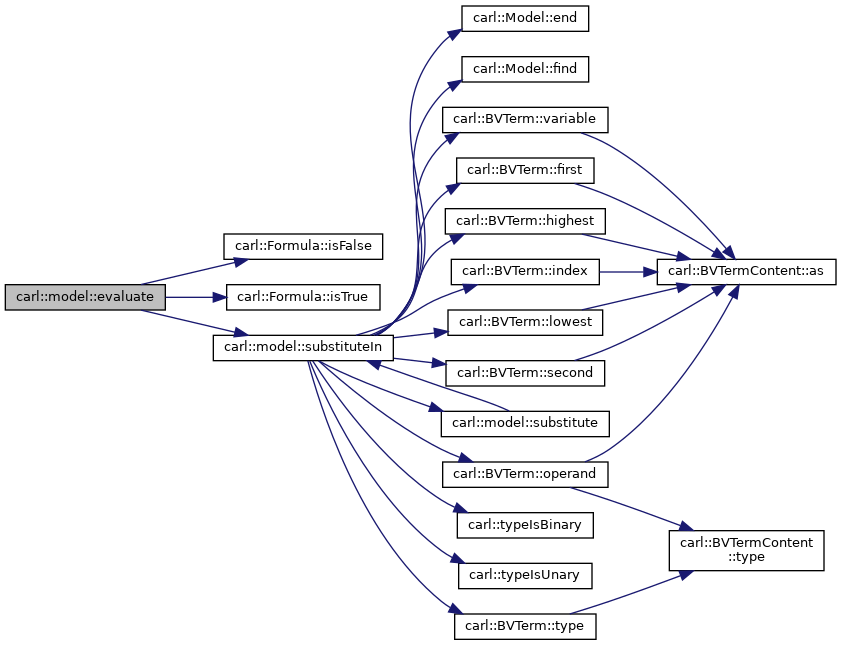 carl::Model::end
carl::Model::find
carl::BVTerm::variable
carl::BVTerm::first
carl::BVTerm::highest
carl::Formula::isFalse
carl::BVTerm::index
carl::BVTermContent::as
carl::model::evaluate
carl::Formula::isTrue
carl::BVTerm::lowest
carl::model::substituteIn
carl::BVTerm::second
carl::model::substitute
carl::BVTerm::operand
carl::typeIsBinary
carl::BVTermContent
::type
carl::typeIsUnary
carl::BVTerm::type